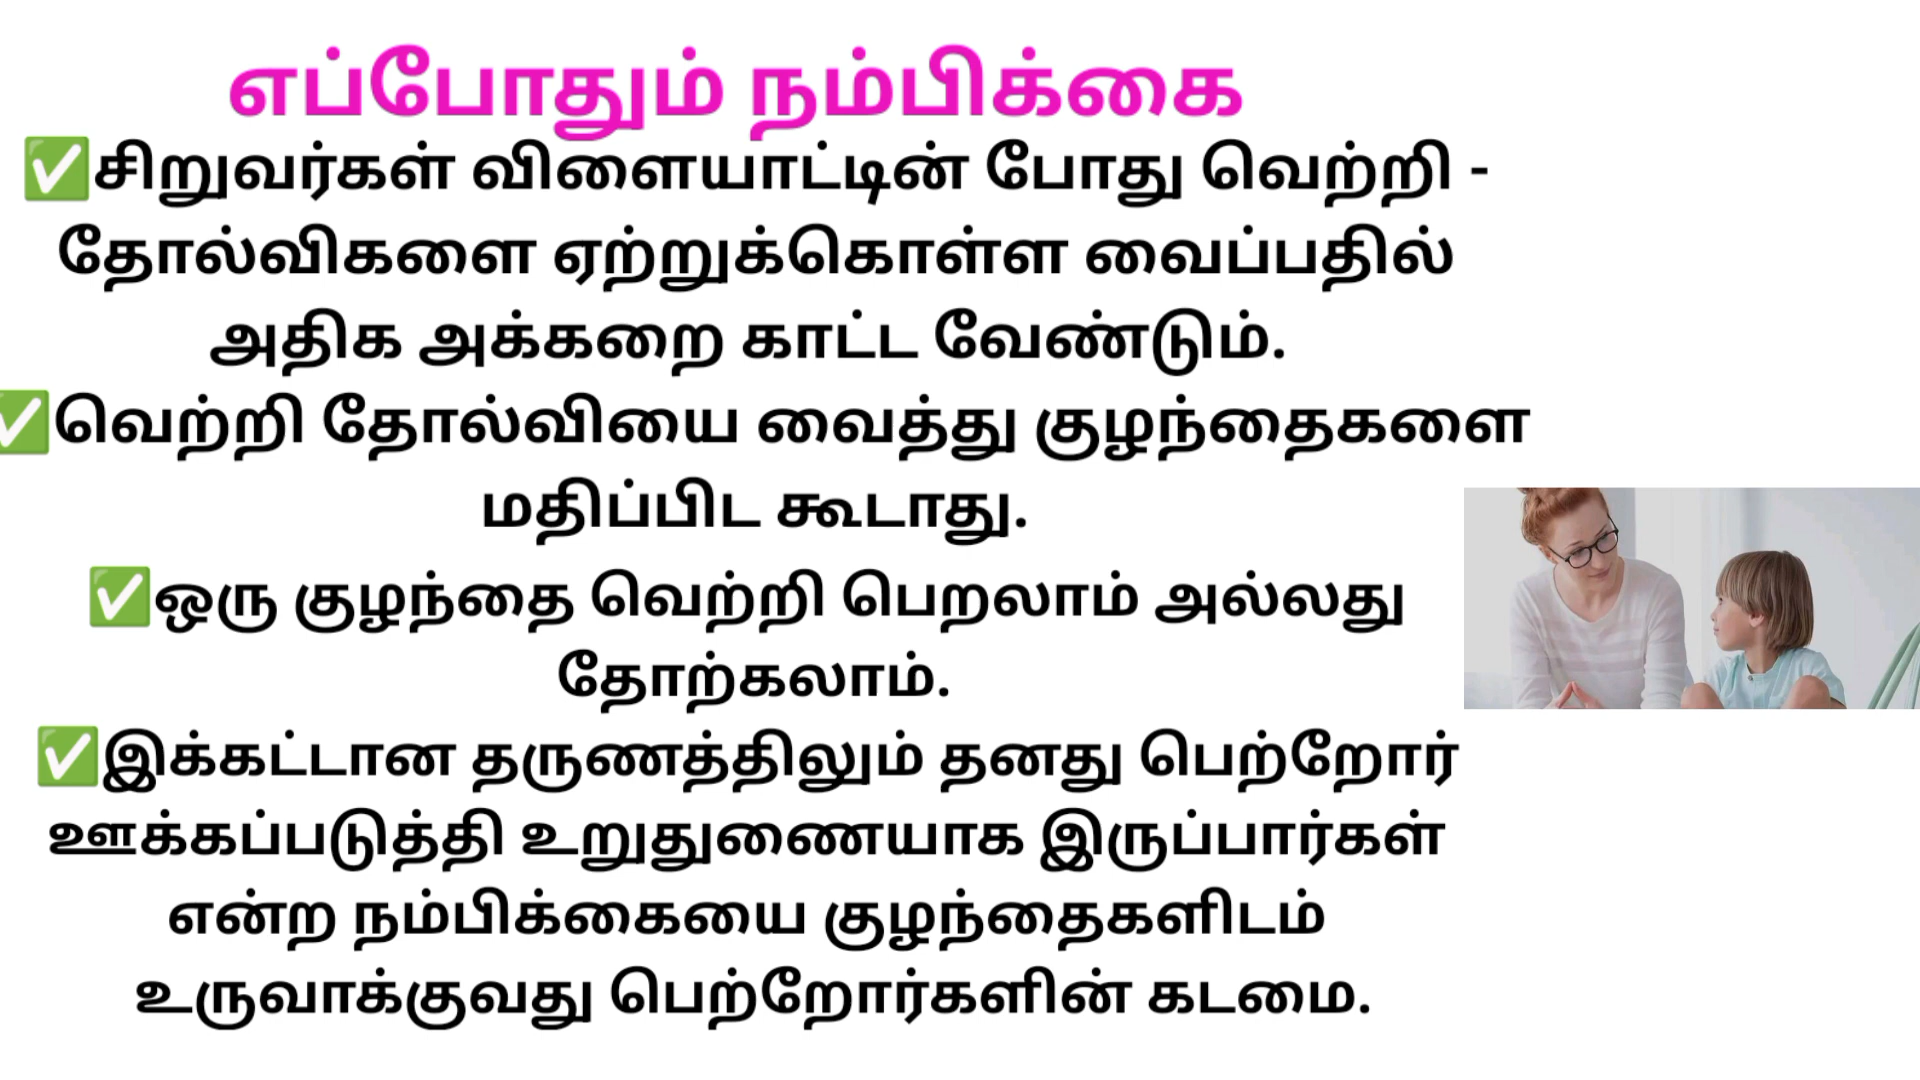 எப்போதும் நம்பிக்கை
✅சிறுவர்கள் விளையாட்டின் போது வெற்றி -
தோல்விகளை ஏற்றுக்கொள்ள வைப்பதில்
அதிக அக்கறை காட்ட வேண்டும்.
✅வெற்றி தோல்வியை வைத்து குழந்தைகளை
மதிப்பிட கூடாது.
✅ஒரு குழந்தை வெற்றி பெறலாம் அல்லது
தோற்கலாம்.
✅இக்கட்டான தருணத்திலும் தனது பெற்றோர்
ஊக்கப்படுத்தி உறுதுணையாக இருப்பார்கள்
என்ற நம்பிக்கையை குழந்தைகளிடம்
உருவாக்குவது பெற்றோர்களின் கடமை.